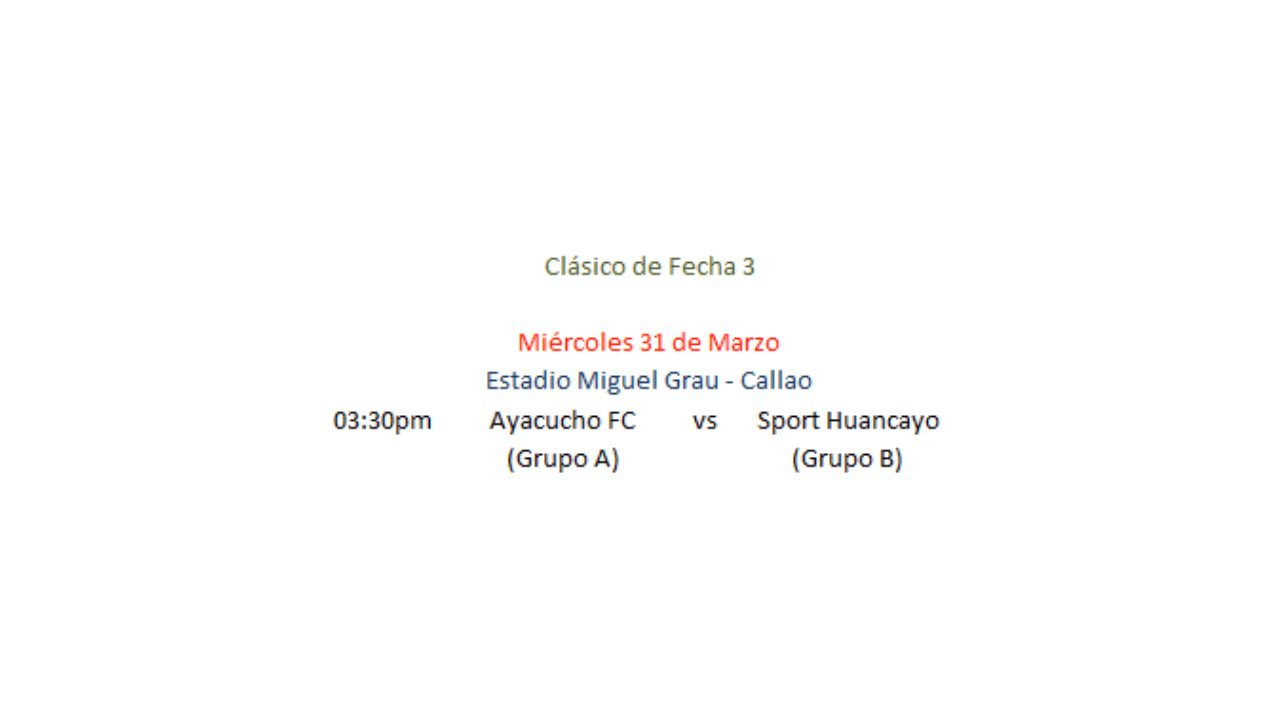 Clásico de Fecha 3
Miércoles 31 de Marzo
Estadio Miguel Grau - Callao
03:30pm Ayacucho FC vs Sport Huancayo
(Grupo A) (Grupo B)